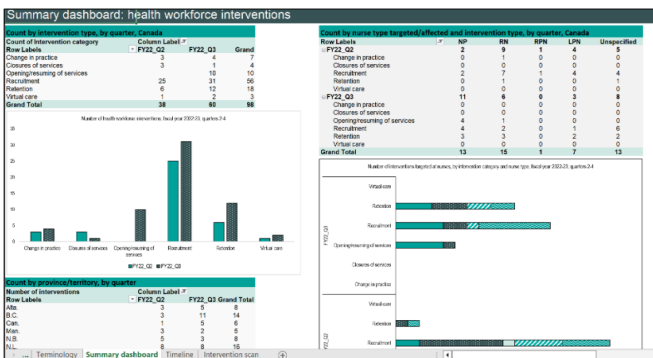 Summary dashboard: health workforce interventions
Count by intervention type, by quarter, Canada
Count of Intervention category Column Label
Row Labels FY22_Q2 FY22_Q3 Grand
Change in practice 3 4 7
Closures of services 3 1 4
Opening/resuming of services 10 10
Recruitment 25 31 56
Retention 6 12 18
Virtual care 1 2 3
Grand Total 38 60 98
Number of health workforce interventions, fiscal year 2022-23, quarters 2-4
35
30
25
20
15
10
5
0
Change in practice Closures of services Opening/resuming of services Recruitment Retention Virtual care
FY22_Q2 FY22_Q3
Count by province/territory, by quarter
Number of interventions Column Label
Row Labels FY22_Q2 FY22_Q3 Grand Total
Alta. 3 5 8
B.C. 3 11 14
Can. 1 5 6
Man. 3 2 5
N.B. 5 3 8
N.L. 8 8 16
Count by nurse type targeted/affected and intervention type, by quarter, Canada
Row Labels NP RN RPN LPN Unspecified
FY22_Q2 2 9 1 4 5
Change in practice 0 1 0 0 0
Closures of services 0 0 0 0 0
Recruitment 2 7 1 4 4
Retention 0 1 0 0 1
Virtual care 0 0 0 0 0
FY22_Q3 11 6 0 3 8
Change in practice 0 0 0 0 0
Closures of services 0 0 0 0 0
Opening/resuming of services 4 1 0 0 0
Recruitment 4 2 0 1 6
Retention 3 3 0 2 2
Virtual care 0 0 0 0 0
Grand Total 13 15 1 7 13
Number of interventions targeted at nurses, by intervention category and nurse type, fiscal year 2022-23, quarters 2-4
Virtual care
Retention
Recruitment
FY22_Q3
Opening/resuming of services
Closures of services
Change in practice
Virtual care
Retention
Recruitment
... Terminology Summary dashboard Timeline Intervention scan